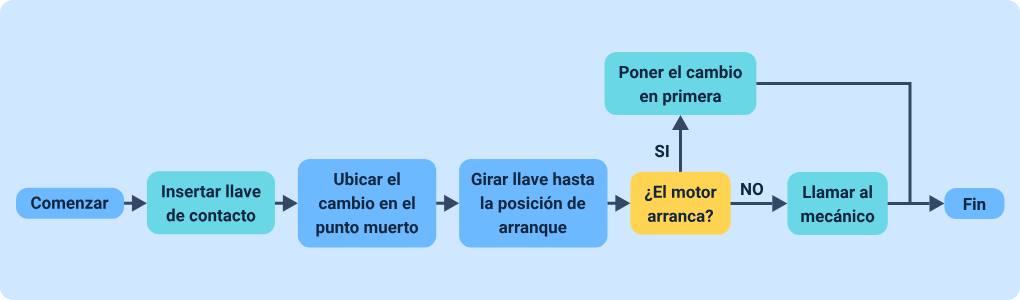 Comenzar
Insertar llave
de contacto
Ubicar el
cambio en el
punto muerto
Girar llave hasta
la posición de
arranque
¿El motor
arranca?
SI
Poner el cambio
en primera
NO
Llamar al
mecánico
Fin